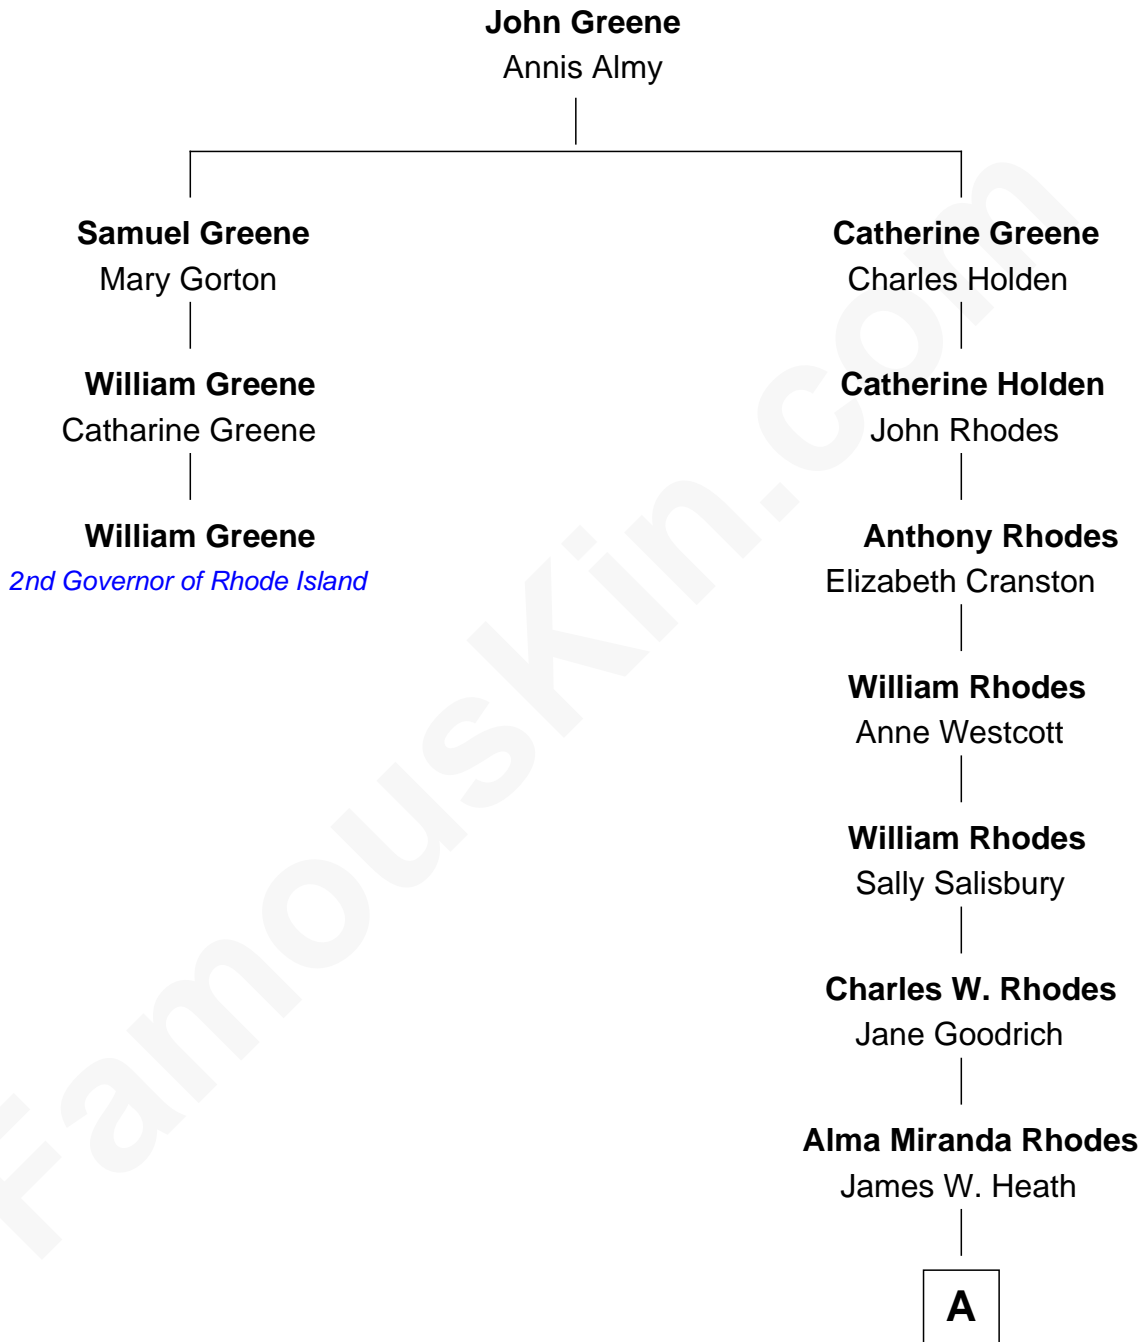 John Greene
Annis Almy
Samuel Greene
Mary Gorton
Catherine Greene
Charles Holden
William Greene
Catharine Greene
Catherine Holden
John Rhodes
William Greene
2nd Governor of Rhode Island
Anthony Rhodes
Elizabeth Cranston
William Rhodes
Anne Westcott
William Rhodes
Sally Salisbury
Charles W. Rhodes
Jane Goodrich
Alma Miranda Rhodes
James W. Heath
A
FamousKin.com